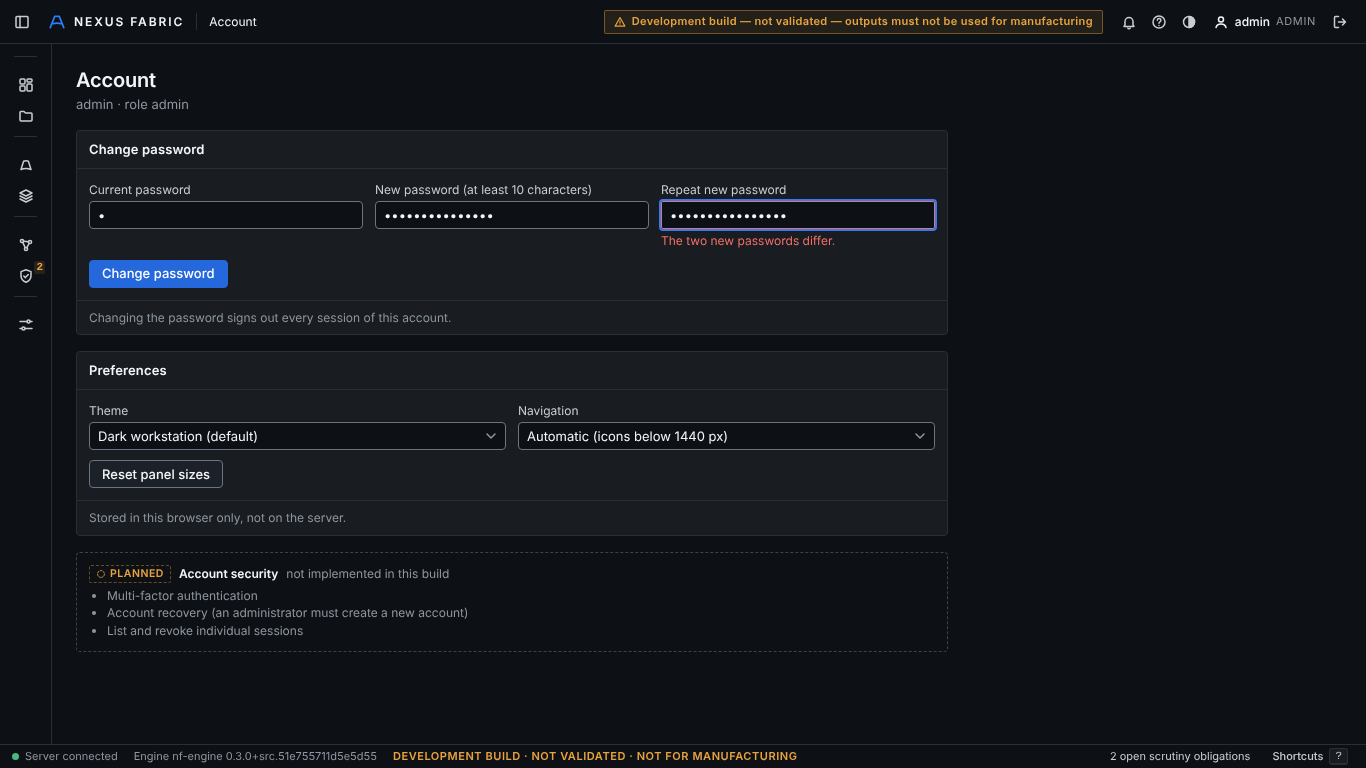 NEXUS FABRIC Account Development build — not validated — outputs must not be used for manufacturing admin ADMIN
Account
admin · role admin
Change password
Current password New password (at least 10 characters) Repeat new password
• ••••••••••••••• ••••••••••••••••
The two new passwords differ.
2
Change password
Changing the password signs out every session of this account.
Preferences
Theme Navigation
Dark workstation (default) Automatic (icons below 1440 px)
Reset panel sizes
Stored in this browser only, not on the server.
PLANNED Account security not implemented in this build
• Multi-factor authentication
• Account recovery (an administrator must create a new account)
• List and revoke individual sessions
Server connected Engine nf-engine 0.3.0+src.51e755711d5e5d55 DEVELOPMENT BUILD · NOT VALIDATED · NOT FOR MANUFACTURING 2 open scrutiny obligations Shortcuts ?